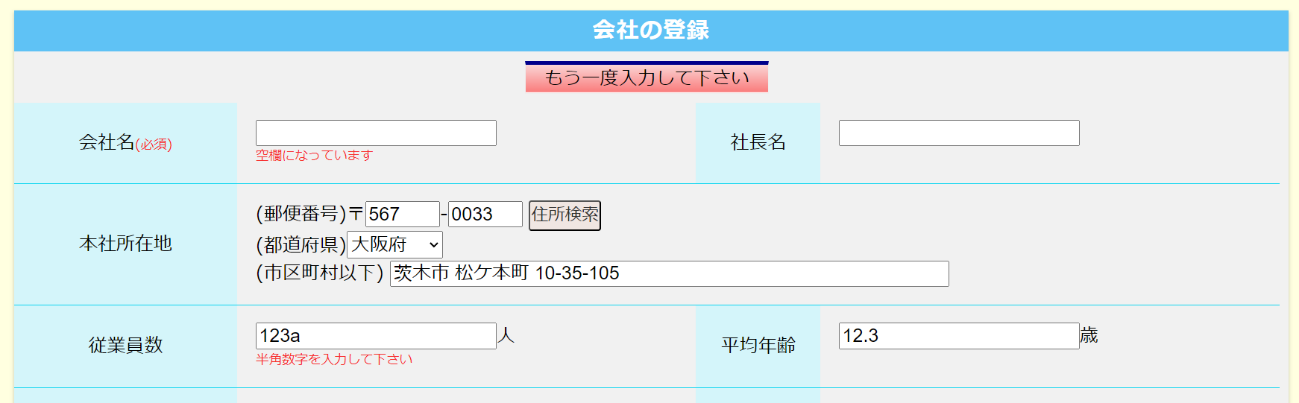 会社の登録
もう一度入力して下さい
会社名(必須)
空欄になっています
社長名
本社所在地
(郵便番号)〒567-0033 住所検索
(都道府県)大阪府
(市区町村以下) 茨木市 松ケ本町 10-35-105
従業員数
123a人
半角数字を入力して下さい
平均年齢
12.3歳